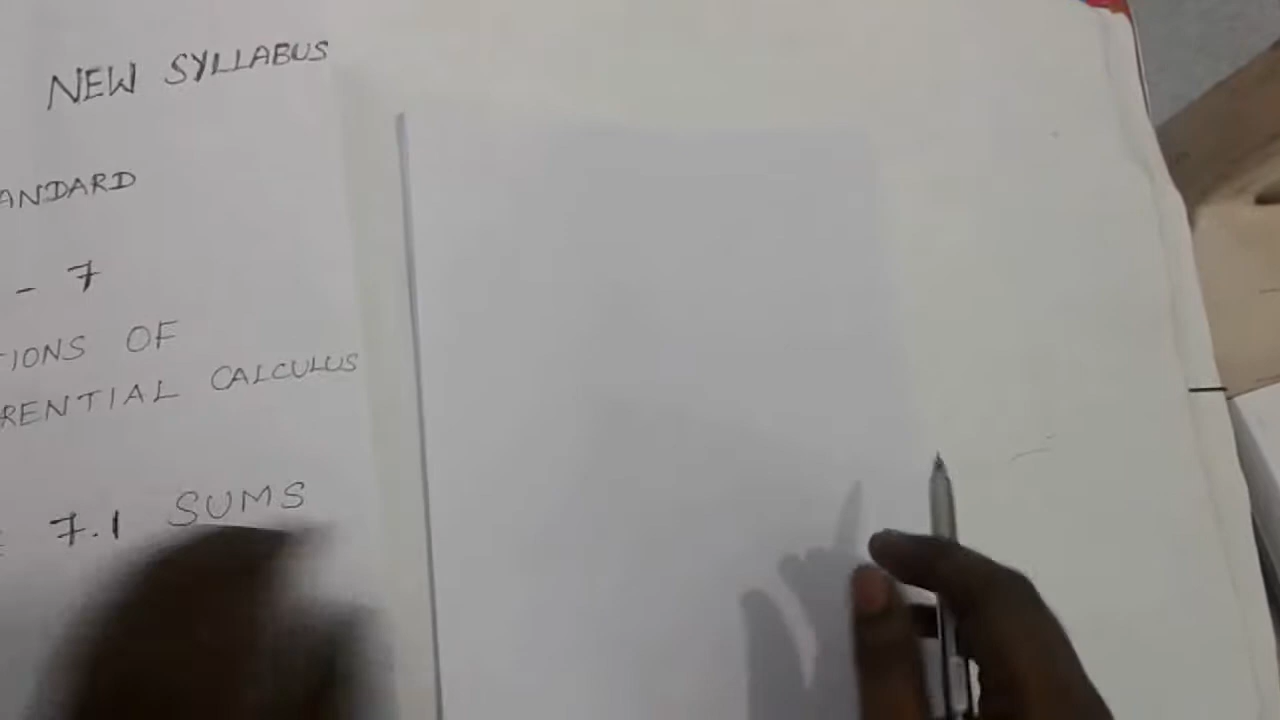 NEW SYLLABUS
ANDARD
- 7
TIONS OF
RENTIAL CALCULUS
7.1 SUMS